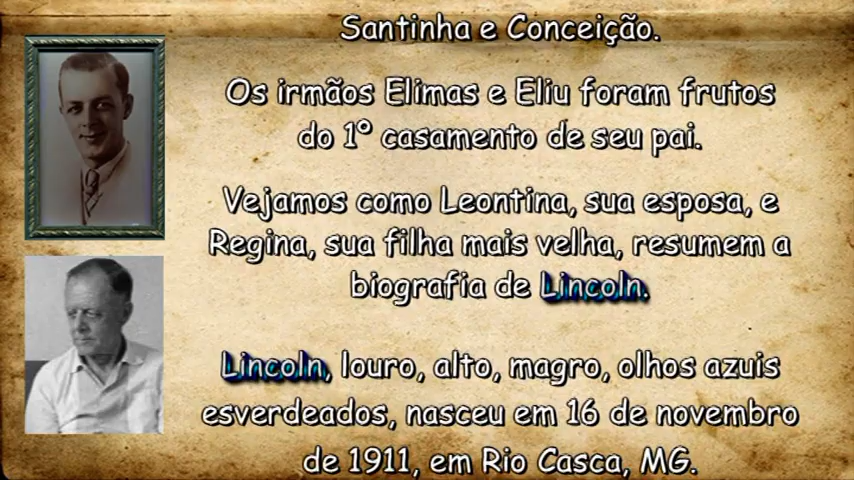 Santinha e Conceição.
Os irmãos Elimas e Eliu foram frutos
do 1º casamento de seu pai.
Vejamos como Leontina, sua esposa, e
Regina, sua filha mais velha, resumem a
biografia de Lincoln.
Lincoln, louro, alto, magro, olhos azuis
esverdeados, nasceu em 16 de novembro
de 1911, em Rio Casca, MG.